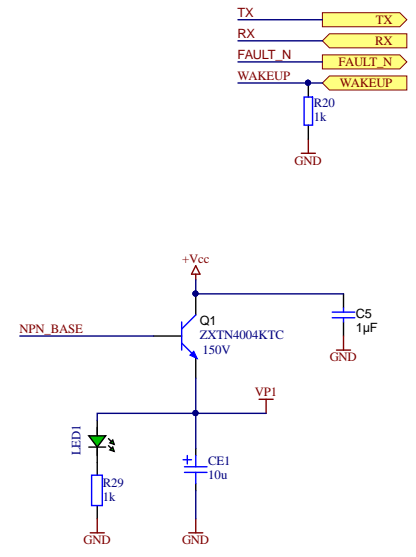 TX TX
RX RX
FAULT_N FAULT_N
WAKEUP WAKEUP
R20
1k
GND
+Vcc
Q1
ZXTN4004KTC
150V
NPN_BASE
C5
1µF
GND
VP1
LED1
CE1
10u
R29
1k
GND
GND